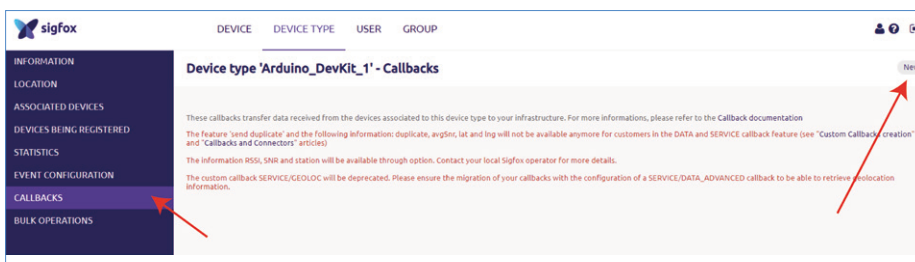 sigfox
DEVICE DEVICE TYPE USER GROUP
INFORMATION
LOCATION
ASSOCIATED DEVICES
DEVICES BEING REGISTERED
STATISTICS
EVENT CONFIGURATION
CALLBACKS
BULK OPERATIONS
Device type 'Arduino_DevKit_1' - Callbacks
These callbacks transfer data received from the devices associated to this device type to your infrastructure. For more informations, please refer to the Callback documentation
The feature 'send duplicate' and the following information: duplicate, avgSnr, lat and lng will not be available anymore for customers in the DATA and SERVICE callback feature (see "Custom Callbacks creation"
and "Callbacks and Connectors" articles)
The information RSSI, SNR and station will be available through option. Contact your local Sigfox operator for more details.
The custom callback SERVICE/GEOLOC will be deprecated. Please ensure the migration of your callbacks with the configuration of a SERVICE/DATA_ADVANCED callback to be able to retrieve geolocation
information.